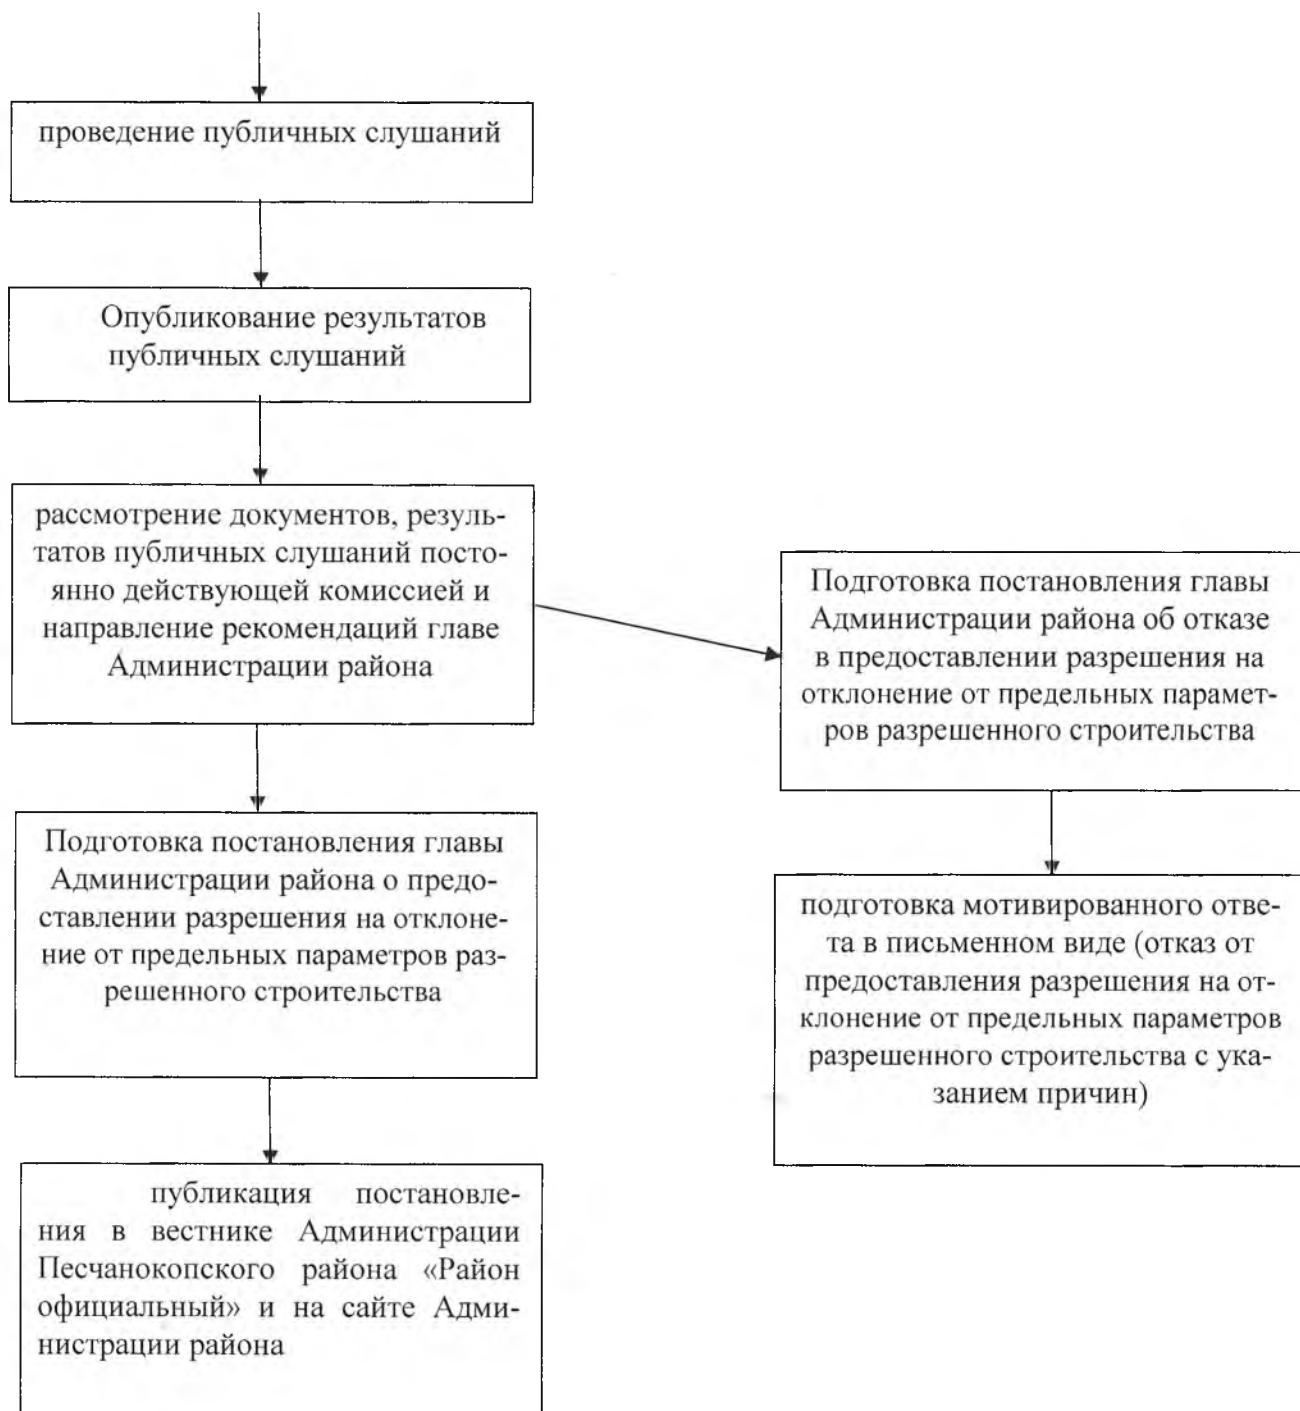 проведение публичных слушаний
Опубликование результатов
публичных слушаний
рассмотрение документов, резуль-
татов публичных слушаний посто-
янно действующей комиссией и
направление рекомендаций главе
Администрации района
Подготовка постановления главы
Администрации района об отказе
в предоставлении разрешения на
отклонение от предельных парамет-
ров разрешенного строительства
Подготовка постановления главы
Администрации района о предо-
ставлении разрешения на отклоне-
ние от предельных параметров раз-
решенного строительства
подготовка мотивированного отве-
та в письменном виде (отказ от
предоставления разрешения на от-
клонение от предельных параметров
разрешенного строительства с ука-
занием причин)
публикация постановле-
ния в вестнике Администрации
Песчанокопского района «Район
официальный» и на сайте Адми-
нистрации района